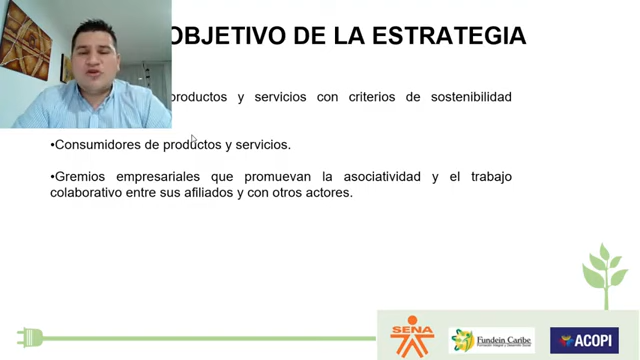 OBJETIVO DE LA ESTRATEGIA
productos y servicios con criterios de sostenibilidad
•Consumidores de productos y servicios.
•Gremios empresariales que promuevan la asociatividad y el trabajo
colaborativo entre sus afiliados y con otros actores.
SENA
Fundein Caribe
ACOPI